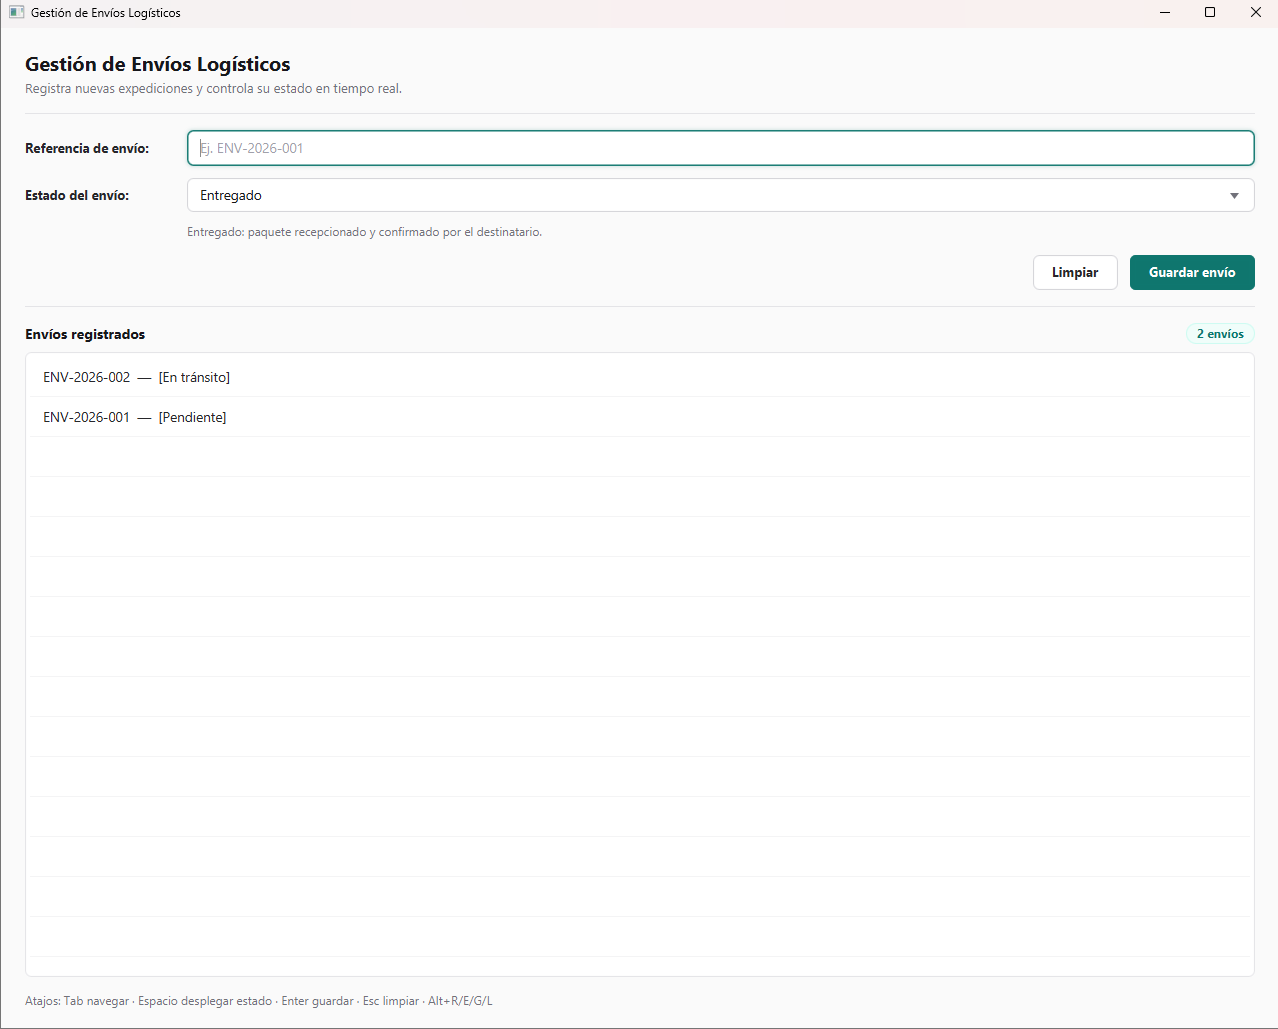 Gestión de Envíos Logísticos
Gestión de Envíos Logísticos
Registra nuevas expediciones y controla su estado en tiempo real.
Referencia de envío: Ej. ENV-2026-001
Estado del envío: Entregado
Entregado: paquete recepcionado y confirmado por el destinatario.
Limpiar Guardar envío
Envíos registrados 2 envíos
ENV-2026-002 — [En tránsito]
ENV-2026-001 — [Pendiente]
Atajos: Tab navegar · Espacio desplegar estado · Enter guardar · Esc limpiar · Alt+R/E/G/L